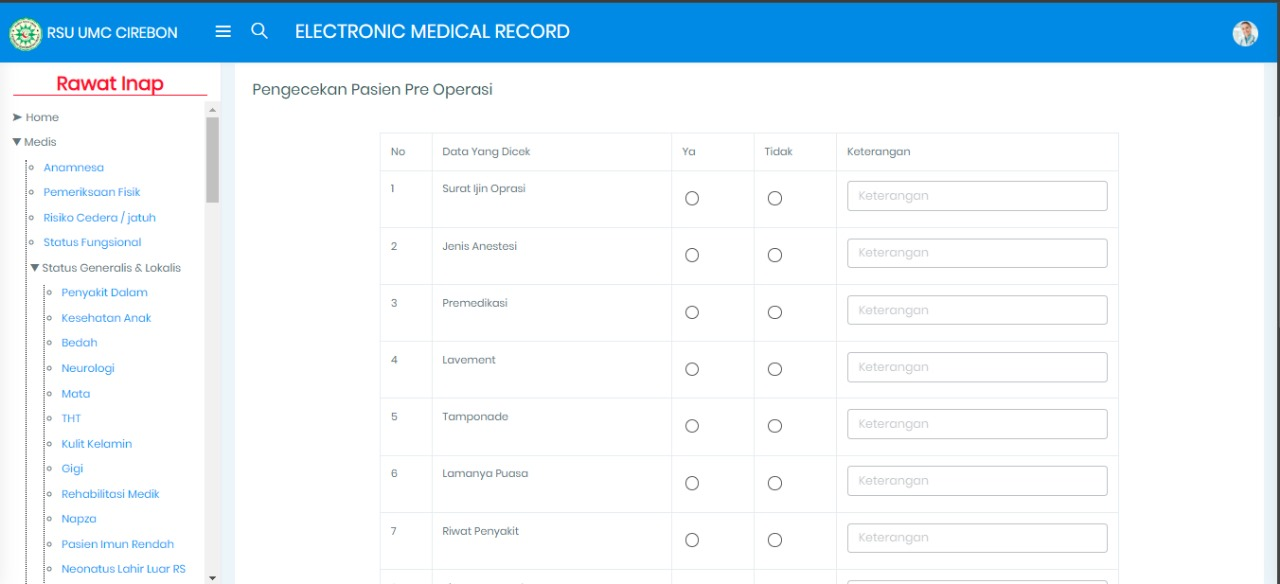 RSU UMC CIREBON
ELECTRONIC MEDICAL RECORD
Rawat Inap
Home
Medis
Anamnesa
Pemeriksaan Fisik
Risiko Cedera / jatuh
Status Fungsional
Status Generalis & Lokalis
Penyakit Dalam
Kesehatan Anak
Bedah
Neurologi
Mata
THT
Kulit Kelamin
Gigi
Rehabilitasi Medik
Napza
Pasien Imun Rendah
Neonatus Lahir Luar RS
Pengecekan Pasien Pre Operasi
No Data Yang Dicek Ya Tidak Keterangan
1 Surat Ijin Oprasi Keterangan
2 Jenis Anestesi Keterangan
3 Premedikasi Keterangan
4 Lavement Keterangan
5 Tamponade Keterangan
6 Lamanya Puasa Keterangan
7 Riwat Penyakit Keterangan